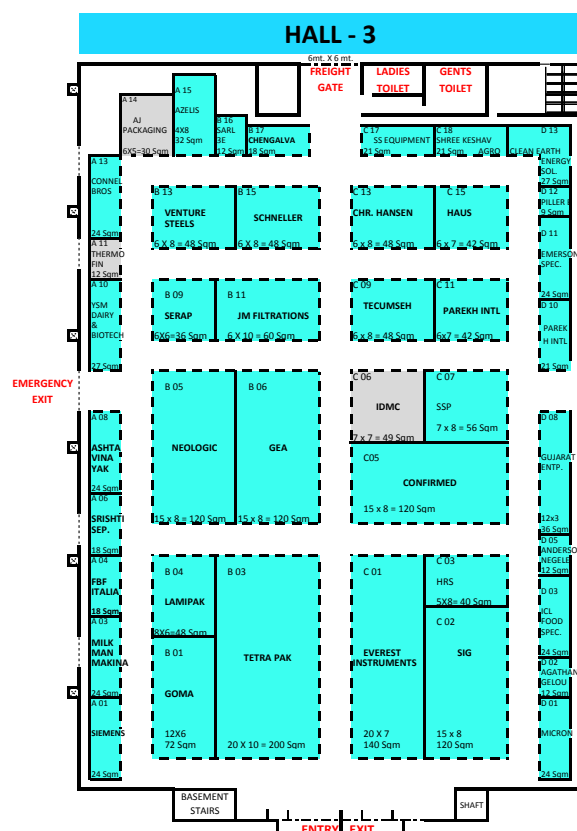 HALL - 3
6mt. X 6 mt.
FREIGHT
GATE
LADIES
TOILET
GENTS
TOILET
A 14
AJ
PACKAGING
6X5=30 Sqm
A 15
AZELIS
4X8
32 Sqm
B 16
SARL
3E
12 Sqm
B 17
CHENGALVA
18 Sqm
C 17
SS EQUIPMENT
21 Sqm
C 18
SHREE KESHAV
21 Sqm AGRO
D 13
CLEAN EARTH
ENERGY
SOL.
27 Sqm
A 13
CONNEL
BROS
24 Sqm
B 13
VENTURE
STEELS
6 X 8 = 48 Sqm
B 15
SCHNELLER
6 X 8 = 48 Sqm
C 13
CHR. HANSEN
6 x 8 = 48 Sqm
C 15
HAUS
6 x 7 = 42 Sqm
D 12
9 Sqm
D 11
EMERSON
SPEC.
24 Sqm
A 11
THERMO
FIN
12 Sqm
A 10
YSM
DAIRY
&
BIOTECH
27 Sqm
B 09
SERAP
6X6=36 Sqm
B 11
JM FILTRATIONS
6 X 10 = 60 Sqm
C 09
TECUMSEH
6 x 8 = 48 Sqm
C 11
PAREKH INTL
6x7 = 42 Sqm
D 10
PAREK
H INTL
21 Sqm
EMERGENCY
EXIT
B 05
NEOLOGIC
15 x 8 = 120 Sqm
B 06
GEA
15 x 8 = 120 Sqm
C 06
IDMC
7 x 7 = 49 Sqm
C 07
SSP
7 x 8 = 56 Sqm
C05
CONFIRMED
15 x 8 = 120 Sqm
A 08
ASHTA
VINA
YAK
24 Sqm
A 06
SRISHTI
SEP.
18 Sqm
D 08
GUJARAT
ENTP.
12x3
36 Sqm
D 05
ANDERSO
NEGELE
12 Sqm
A 04
FBF
ITALIA
18 Sqm
A 03
MILK
MAN
MAKINA
24 Sqm
A 01
SIEMENS
24 Sqm
B 04
LAMIPAK
8X6=48 Sqm
B 03
TETRA PAK
20 X 10 = 200 Sqm
B 01
GOMA
12X6
72 Sqm
C 01
EVEREST
INSTRUMENTS
20 X 7
140 Sqm
C 03
HRS
5X8= 40 Sqm
C 02
SIG
15 x 8
120 Sqm
D 03
ICL
FOOD
SPEC.
24 Sqm
D 02
AGATHAN
GELOU
12 Sqm
D 01
MICRON
24 Sqm
BASEMENT
STAIRS
SHAFT
ENTRY EXIT